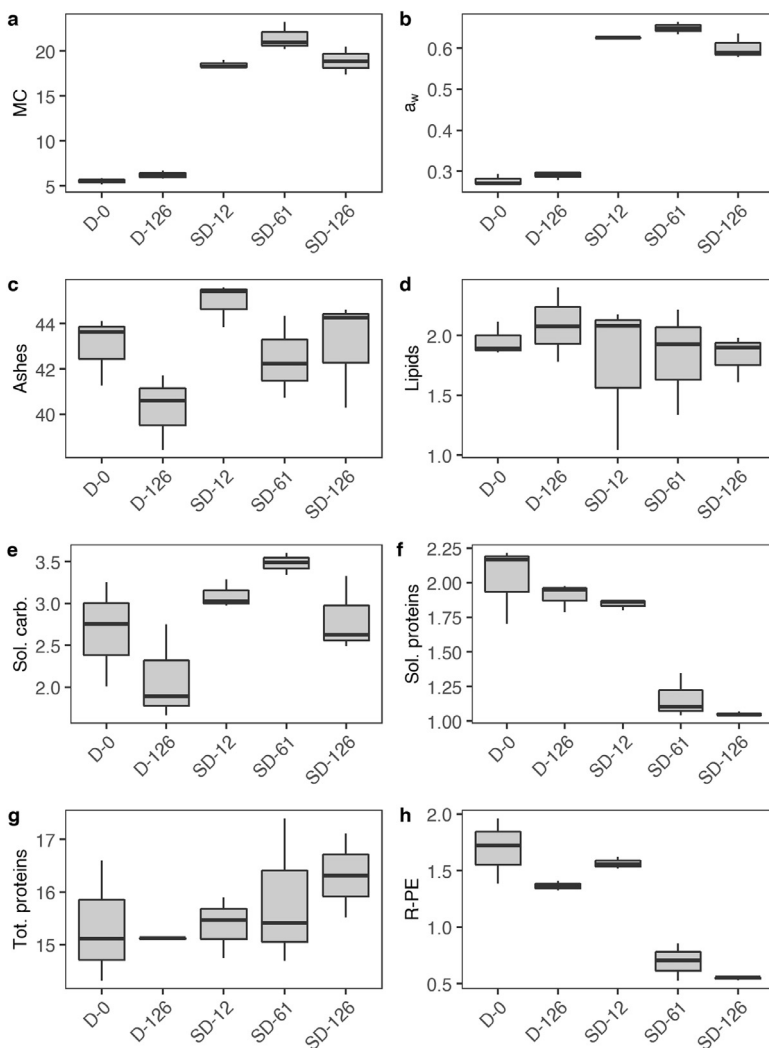 a
MC
20
15
10
5
D-0
D-126
SD-12
SD-61
SD-126
b
a_w
0.6
0.5
0.4
0.3
D-0
D-126
SD-12
SD-61
SD-126
c
Ashes
44
42
40
D-0
D-126
SD-12
SD-61
SD-126
d
Lipids
2.0
1.5
1.0
D-0
D-126
SD-12
SD-61
SD-126
e
Sol. carb.
3.5
3.0
2.5
2.0
D-0
D-126
SD-12
SD-61
SD-126
f
Sol. proteins
2.25
2.00
1.75
1.50
1.25
1.00
D-0
D-126
SD-12
SD-61
SD-126
g
Tot. proteins
17
16
15
D-0
D-126
SD-12
SD-61
SD-126
h
R-PE
2.0
1.5
1.0
0.5
D-0
D-126
SD-12
SD-61
SD-126